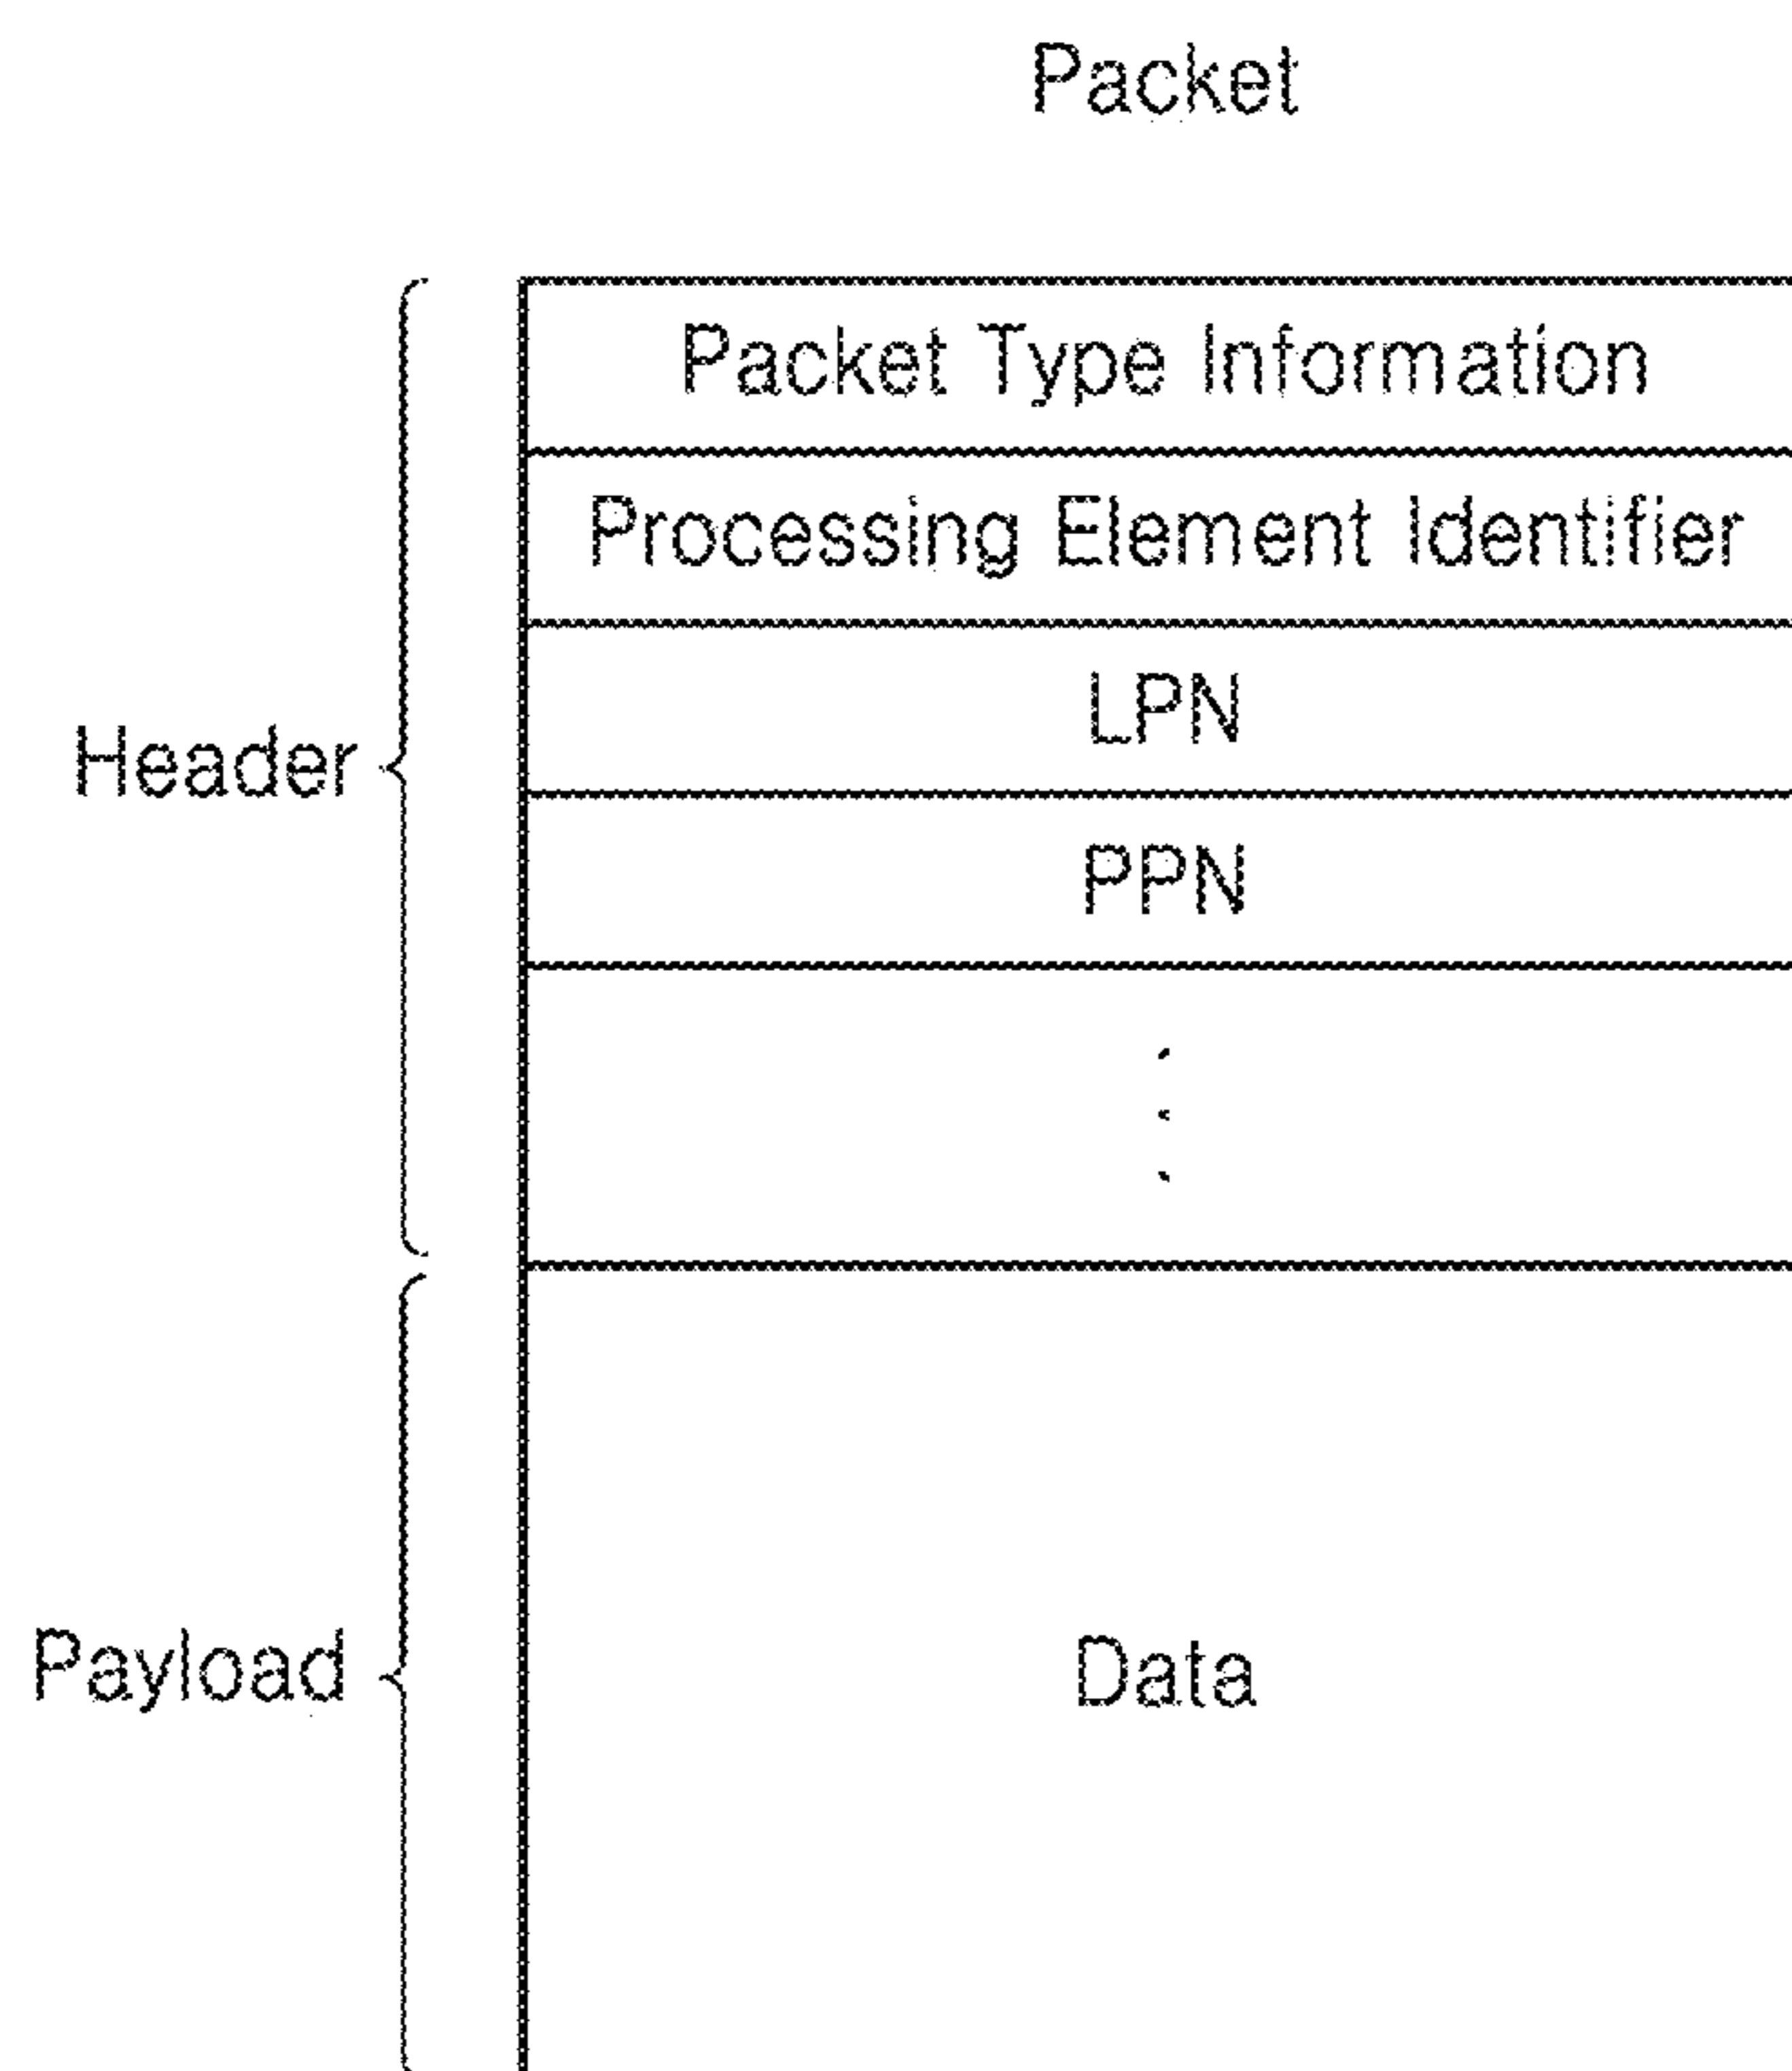 Packet
Packet Type Information
Processing Element Identifier
LPN
Header
PPN
Payload
Data